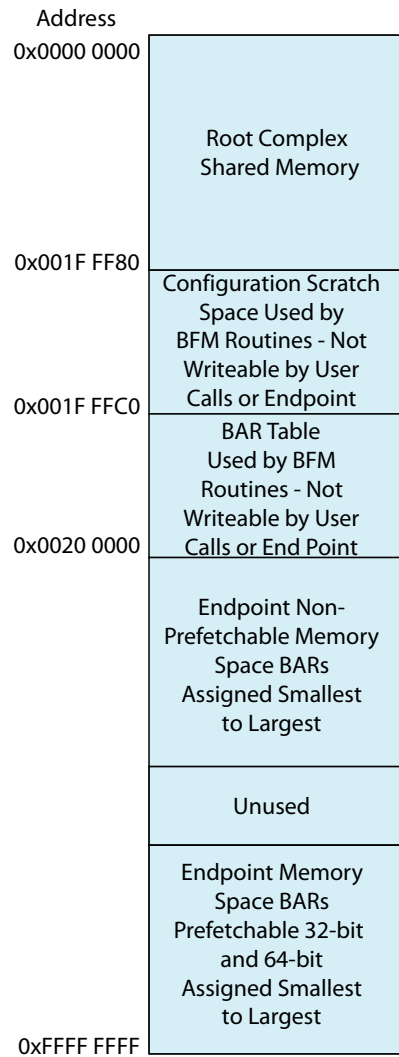 Address
0x0000 0000
Root Complex
Shared Memory
0x001F FF80
Configuration Scratch
Space Used by
BFM Routines - Not
Writeable by User
Calls or Endpoint
0x001F FFC0
BAR Table
Used by BFM
Routines - Not
Writeable by User
Calls or End Point
0x0020 0000
Endpoint Non-
Prefetchable Memory
Space BARs
Assigned Smallest
to Largest
Unused
Endpoint Memory
Space BARs
Prefetchable 32-bit
and 64-bit
Assigned Smallest
to Largest
0xFFFF FFFF